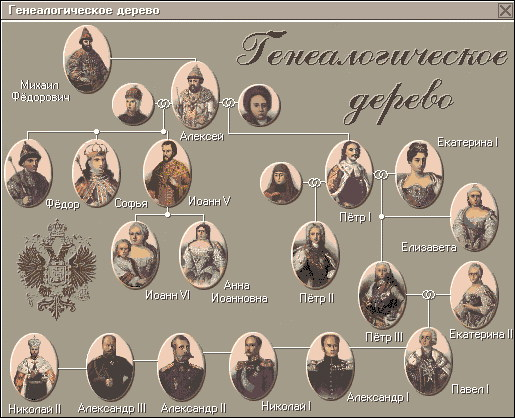 Генеалогическое дерево
Генеалогическое
дерево
Михаил
Фёдорович
Алексей
Екатерина I
Фёдор
Софья
Иоанн V
Пётр I
Елизавета
Иоанн VI
Анна
Иоанновна
Пётр II
Пётр III
Екатерина II
Николай II
Александр III
Александр II
Николай I
Александр I
Павел I